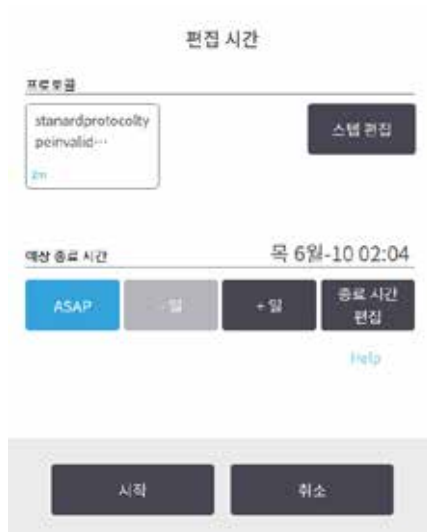 편집 시간
프로토콜
stanardprotocolty
peinvalid…
2m
스텝 편집
예상 종료 시간
목 6월-10 02:04
ASAP
- 일
+ 일
종료 시간
편집
Help
시작
취소